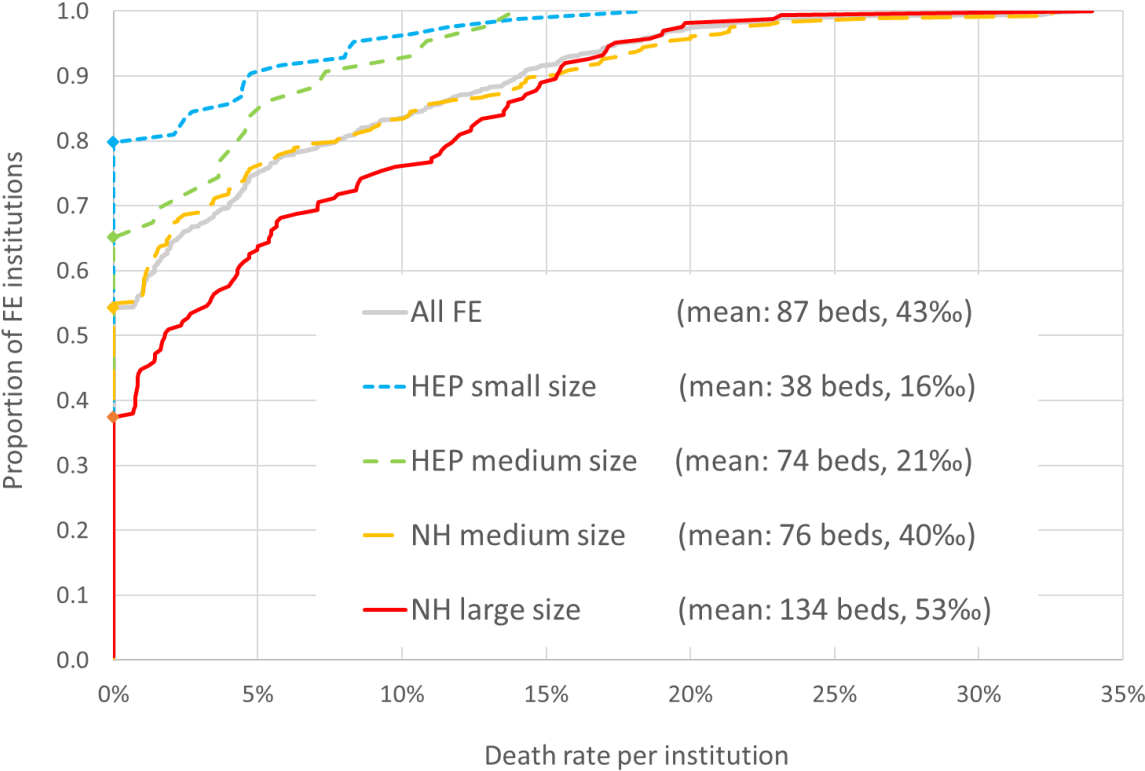 1.0
0.9
0.8
0.7
0.6
0.5
0.4
0.3
0.2
0.1
0.0
Proportion of FE institutions
All FE (mean: 87 beds, 43‰)
HEP small size (mean: 38 beds, 16‰)
HEP medium size (mean: 74 beds, 21‰)
NH medium size (mean: 76 beds, 40‰)
NH large size (mean: 134 beds, 53‰)
0% 5% 10% 15% 20% 25% 30% 35%
Death rate per institution